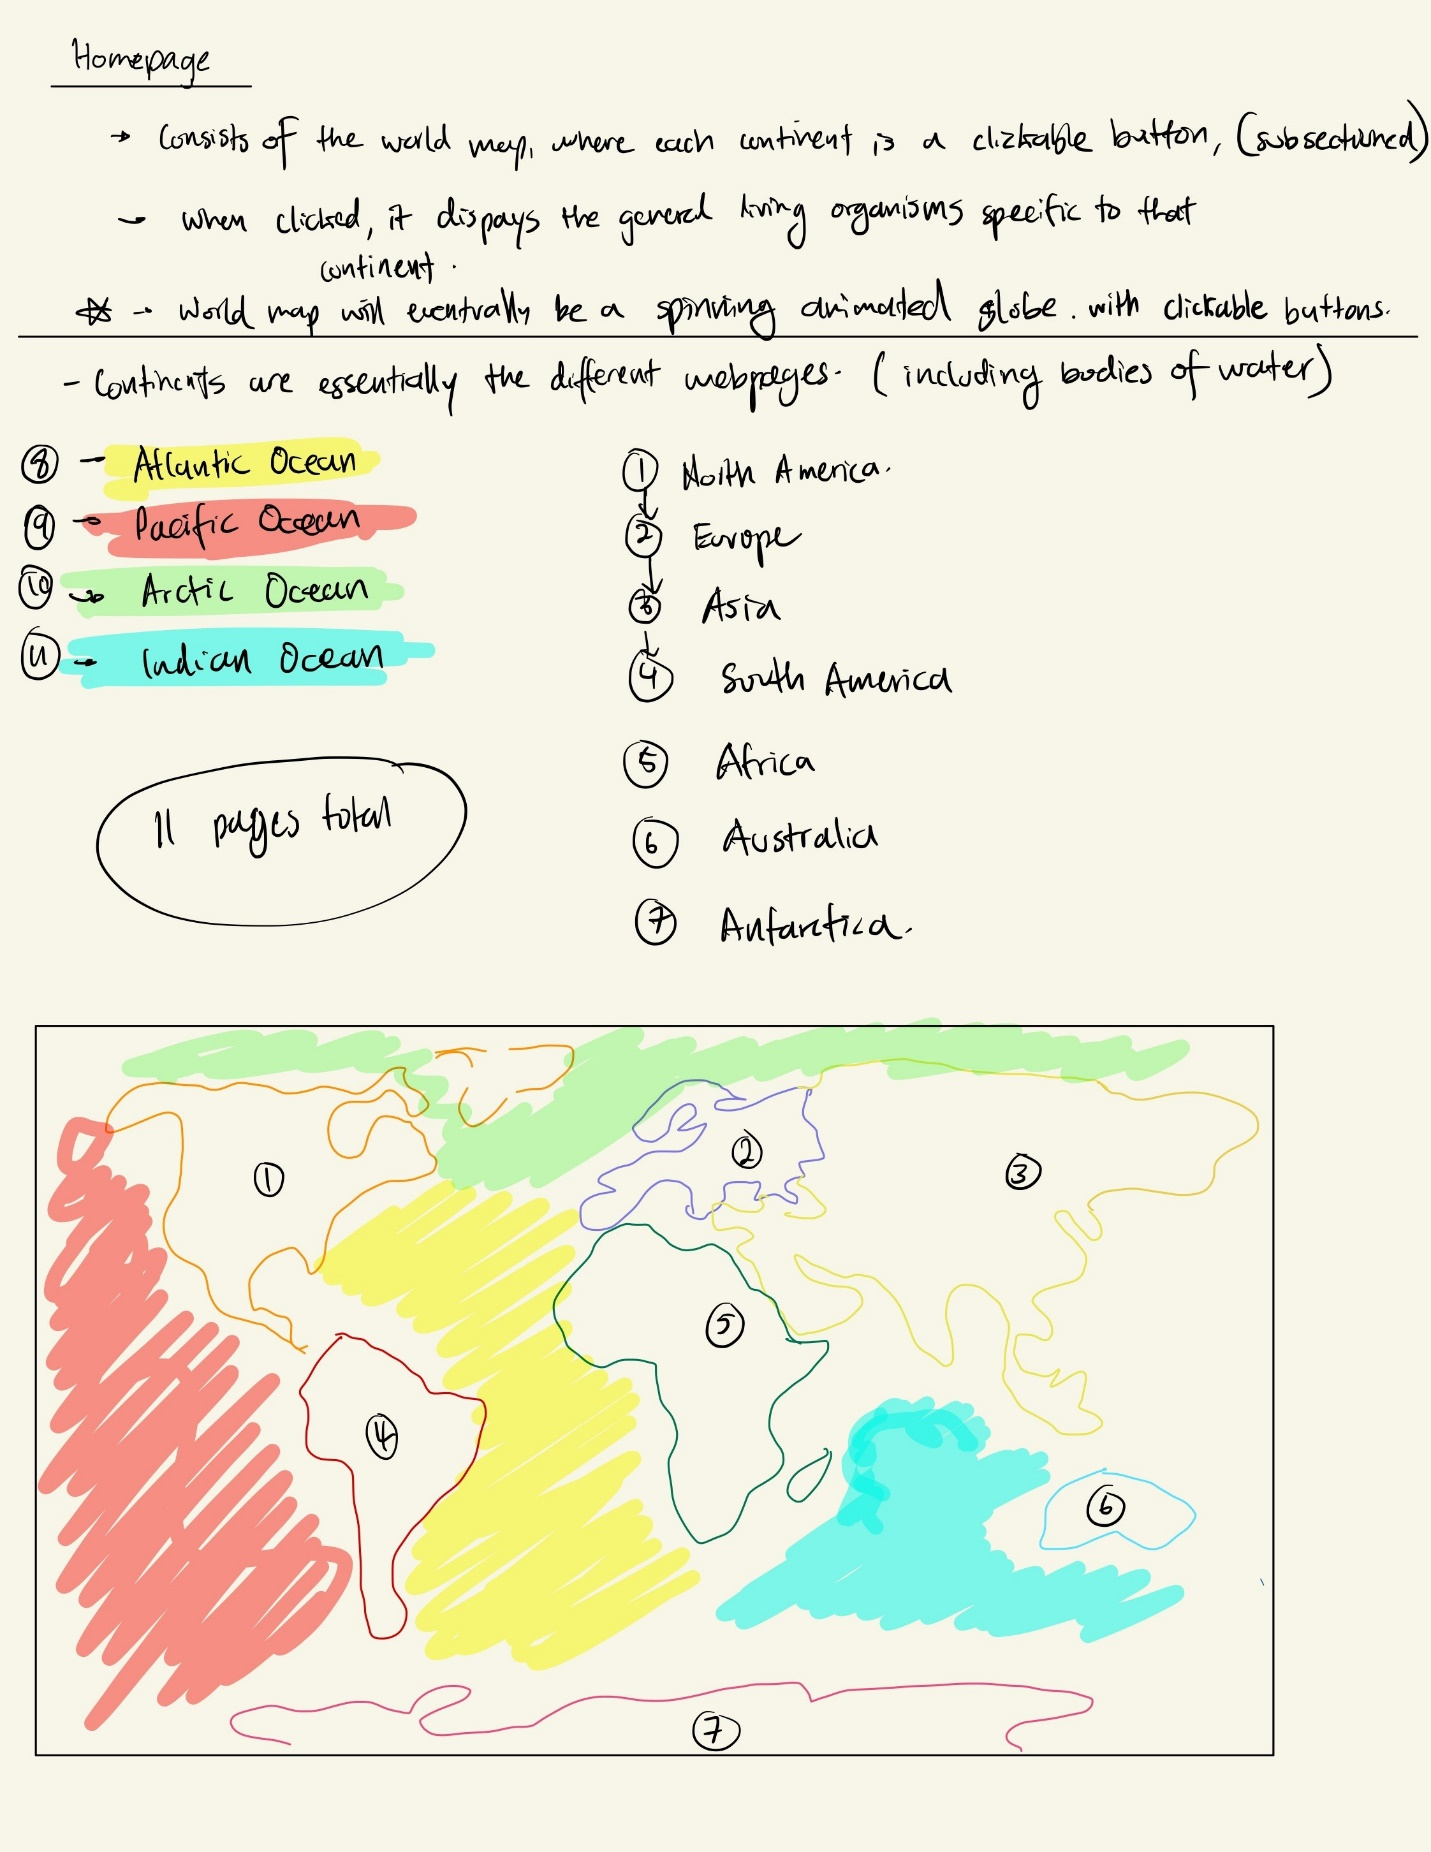 Homepage
→ Consists of the world map, where each continent is a clickable button, (subsectioned)
- when clicked, it dispays the general living organisms specific to that
continent.
☆ - World map will eventually be a spinning animated globe. with clickable buttons.
- Continents are essentially the different webpages. (including bodies of water)
8 - Atlantic Ocean
9 - Pacific Ocean
10 - Arctic Ocean
11 - Indian Ocean
11 pages total
1 North America.
2 Europe
3 Asia
4 South America
5 Africa
6 Australia
7 Antarctica.
1
2
3
5
4
6
7